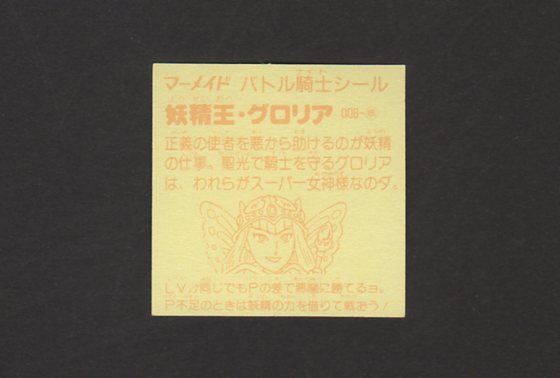 マーメイド バトル騎士シール
妖精王・グロリア 008-
正義の使者を悪から助けるのが妖精
の仕事。聖光で騎士を守るグロリア
は、われらがスーパー女神様なのダ。
LVが同じでもPの差で悪魔に勝てるヨ。
P不足のときは妖精の力を借りて戦おう!